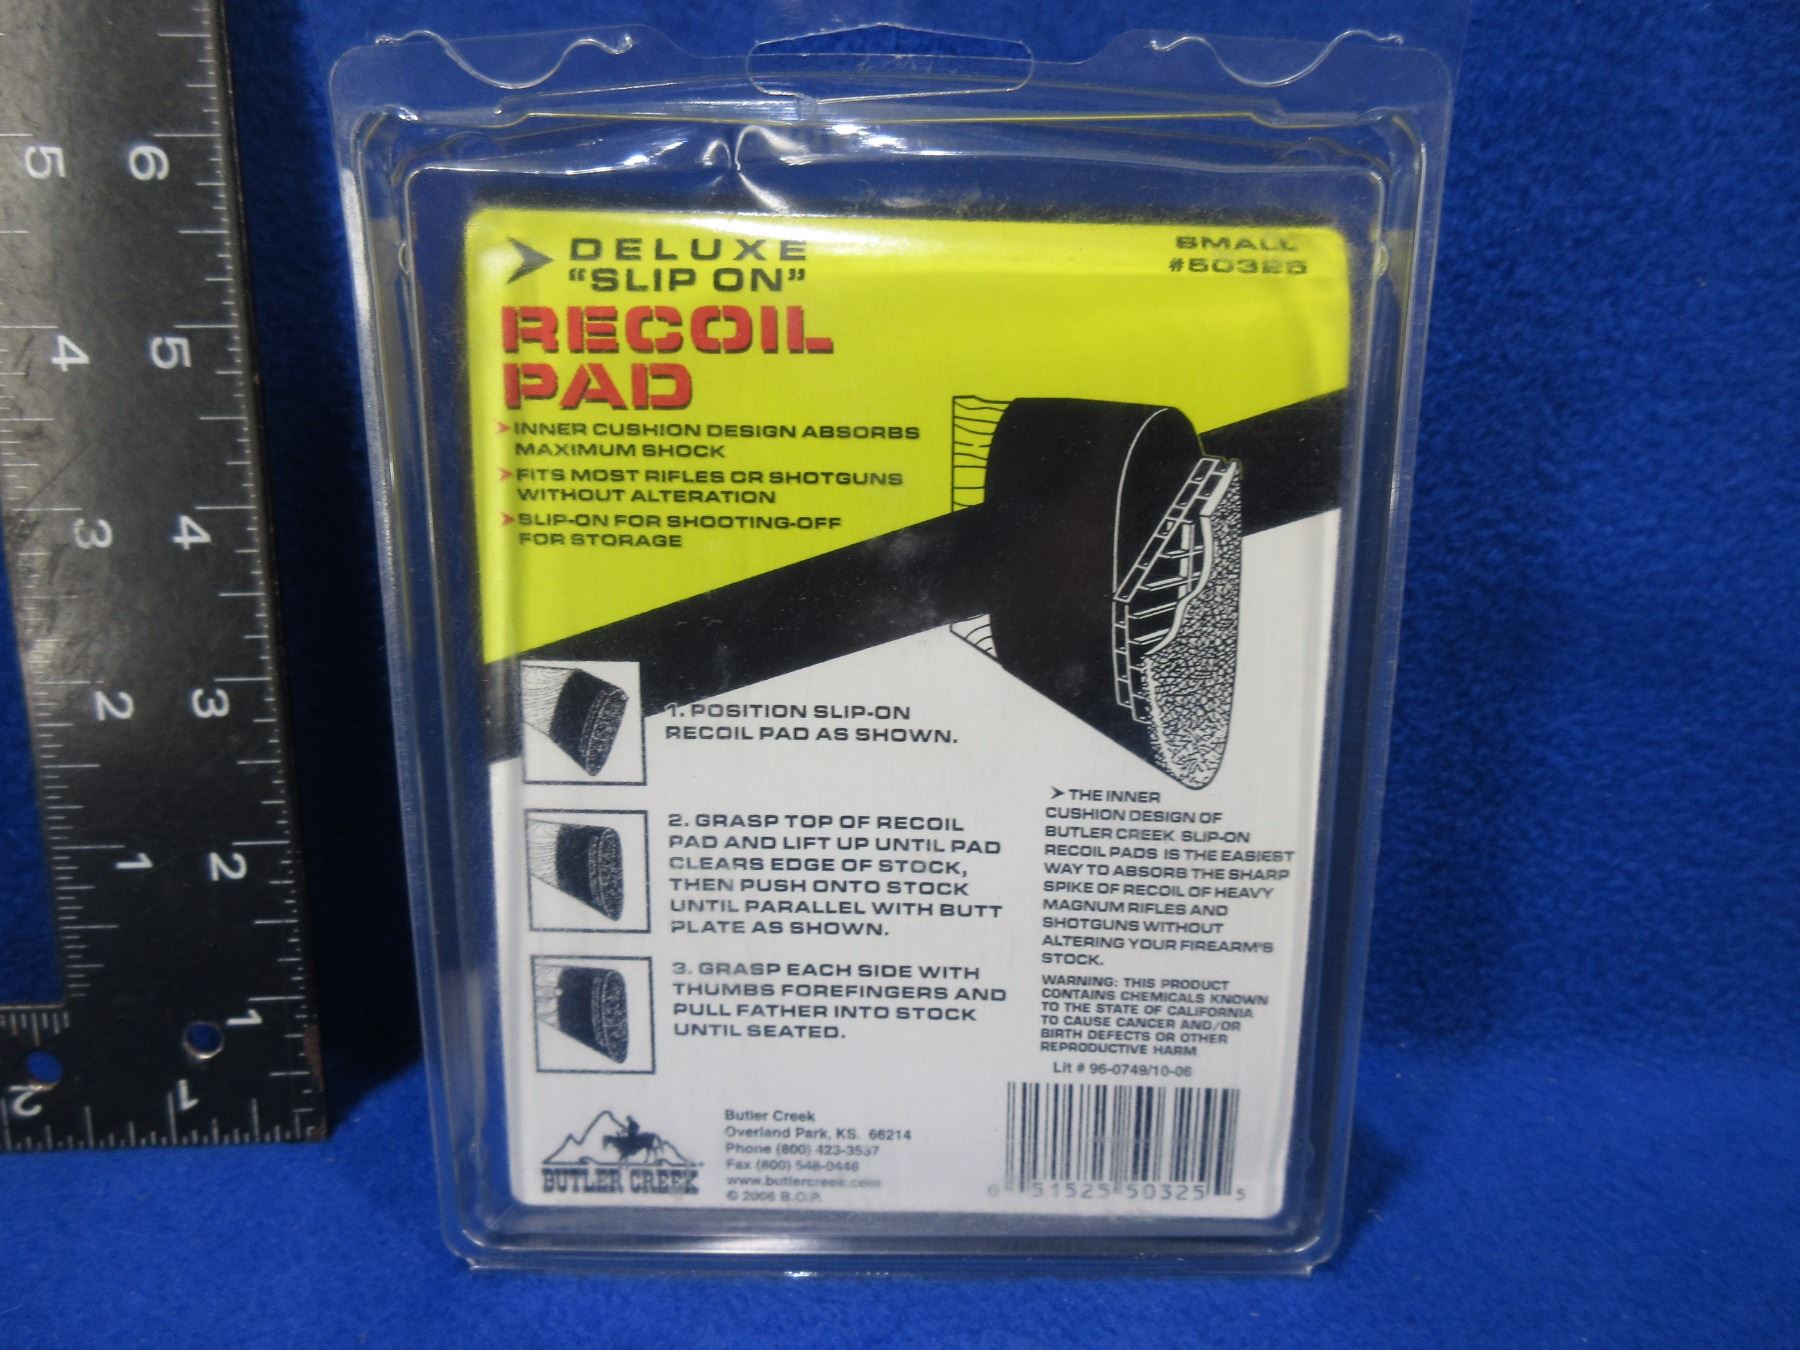 DELUXE
"SLIP ON"
RECOIL
PAD
SMALL
#50325
INNER CUSHION DESIGN ABSORBS
MAXIMUM SHOCK
FITS MOST RIFLES OR SHOTGUNS
WITHOUT ALTERATION
SLIP-ON FOR SHOOTING-OFF
FOR STORAGE
1. POSITION SLIP-ON
RECOIL PAD AS SHOWN.
2. GRASP TOP OF RECOIL
PAD AND LIFT UP UNTIL PAD
CLEARS EDGE OF STOCK,
THEN PUSH ONTO STOCK
UNTIL PARALLEL WITH BUTT
PLATE AS SHOWN.
3. GRASP EACH SIDE WITH
THUMBS FOREFINGERS AND
PULL FATHER INTO STOCK
UNTIL SEATED.
THE INNER
CUSHION DESIGN OF
BUTLER CREEK SLIP-ON
RECOIL PADS IS THE EASIEST
WAY TO ABSORB THE SHARP
SPIKE OF RECOIL OF HEAVY
MAGNUM RIFLES AND
SHOTGUNS WITHOUT
ALTERING YOUR FIREARM'S
STOCK.
WARNING: THIS PRODUCT
CONTAINS CHEMICALS KNOWN
TO THE STATE OF CALIFORNIA
TO CAUSE CANCER AND/OR
BIRTH DEFECTS OR OTHER
REPRODUCTIVE HARM
Lit # 96-0749/10-06
BUTLER CREEK
Butler Creek
Overland Park, KS. 66214
Phone (800) 423-3537
Fax (800) 548-0446
www.butlercreek.com
© 2006 B.O.P.
0 51525 50325 5
5 6
4 5
3 4
2 3
1 2
1
2 1